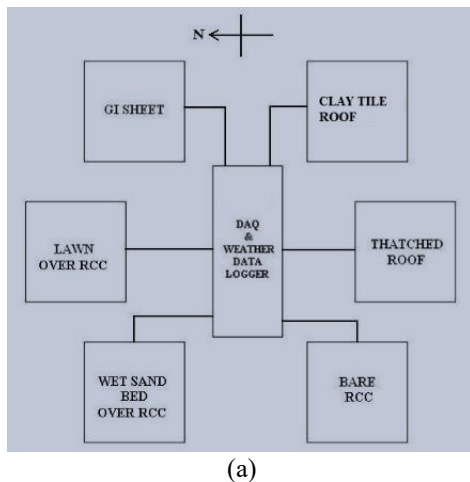 N
GI SHEET
CLAY TILE
ROOF
DAQ
&
WEATHER
DATA
LOGGER
LAWN
OVER RCC
THATCHED
ROOF
WET SAND
BED
OVER RCC
BARE
RCC
(a)